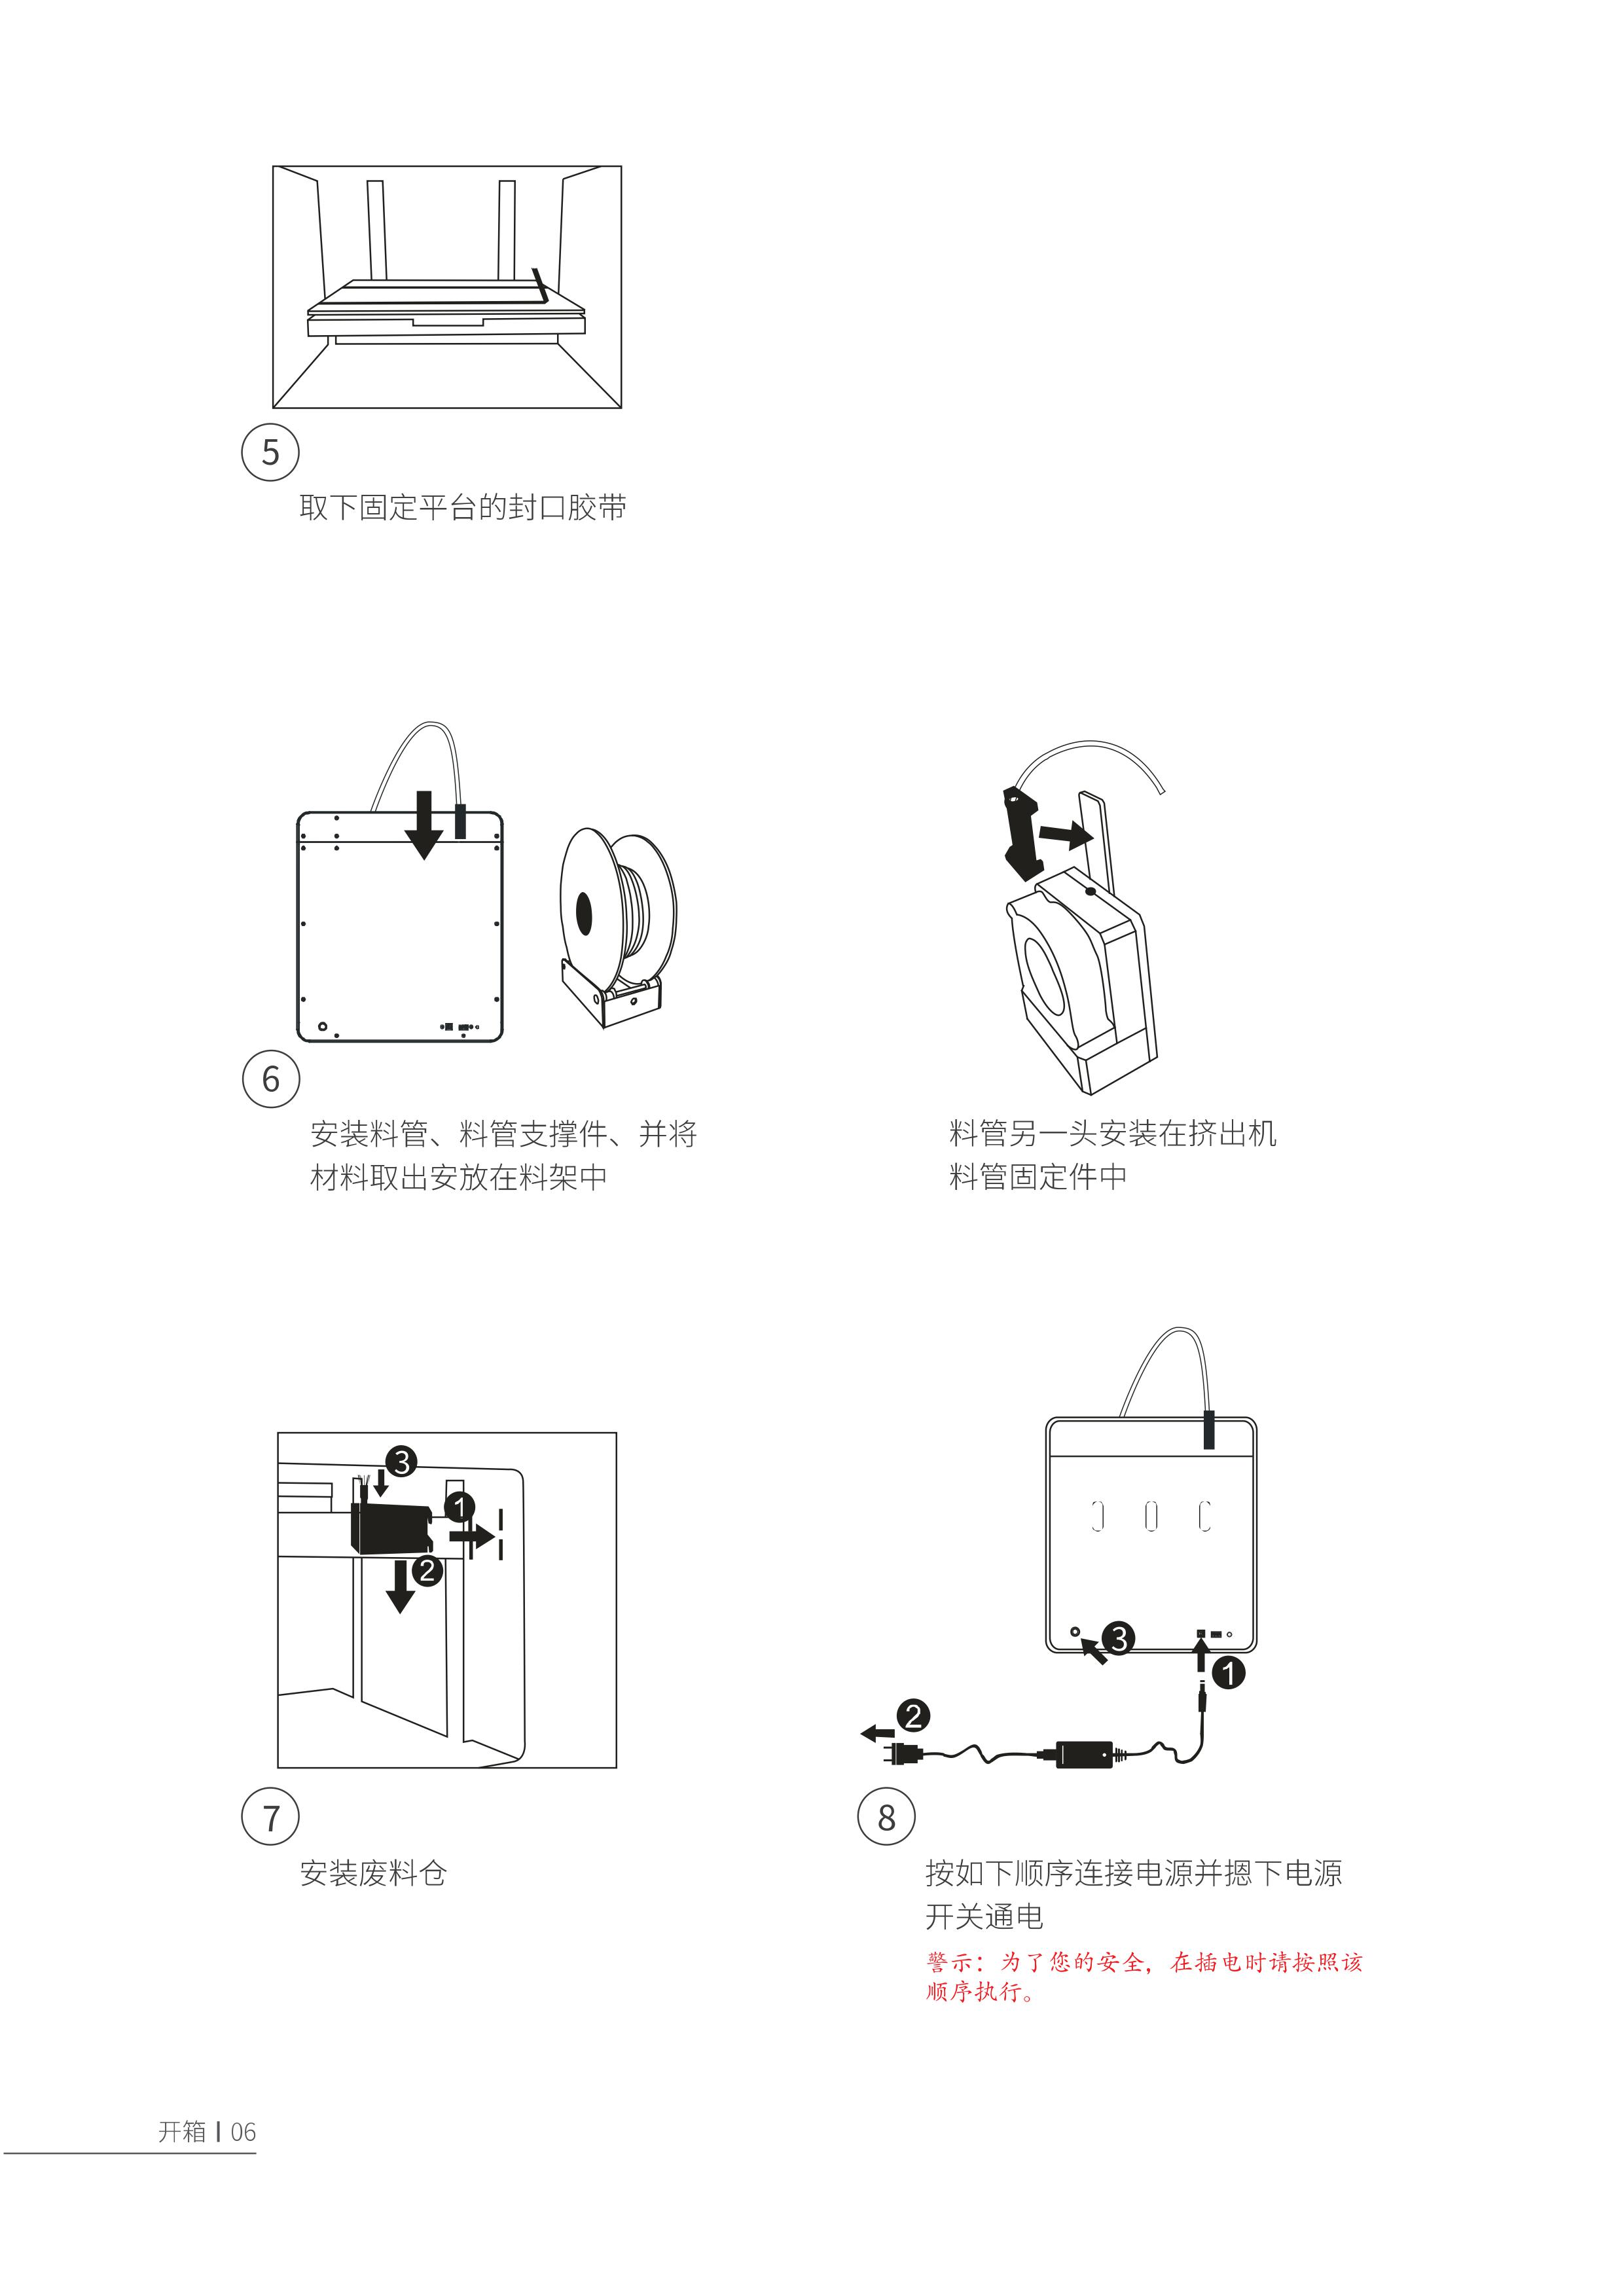 5
取下固定平台的封口胶带
6
安装料管、料管支撑件、并将
材料取出安放在料架中
料管另一头安装在挤出机
料管固定件中
3
1
2
7
安装废料仓
3
1
2
8
按如下顺序连接电源并摁下电源
开关通电
警示：为了您的安全，在插电时请按照该
顺序执行。
开箱 | 06